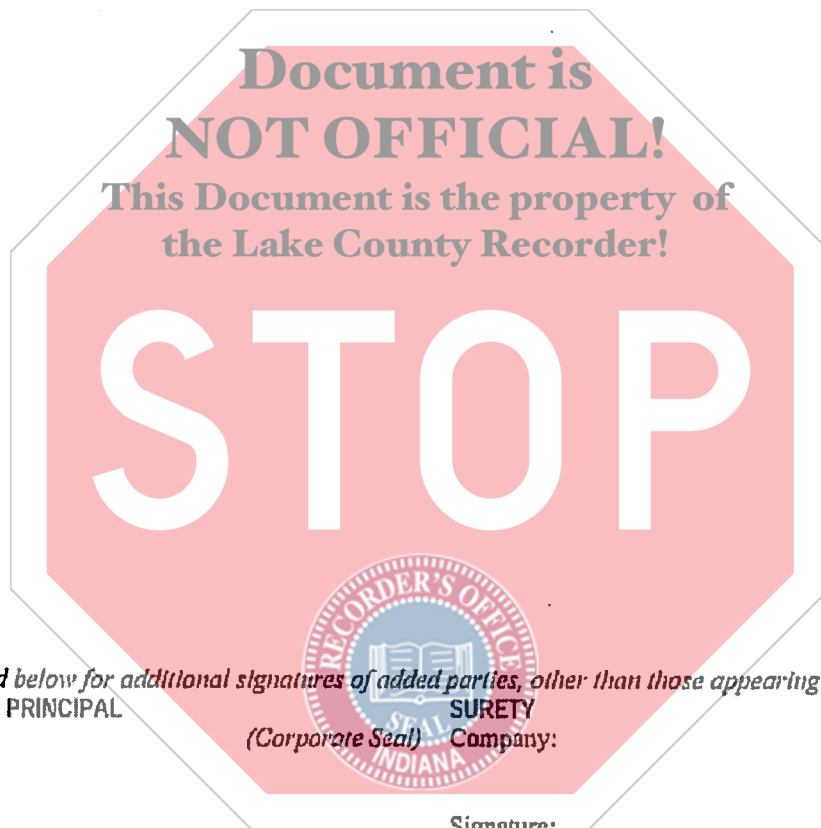 Document is
NOT OFFICIAL!
This Document is the property of
the Lake County Recorder!
STOP
RECORDER'S OFFICE
SEAL
INDIANA
below for additional signatures of added parties, other than those appearing
PRINCIPAL SURETY
(Corporate Seal) Company:
Signature: